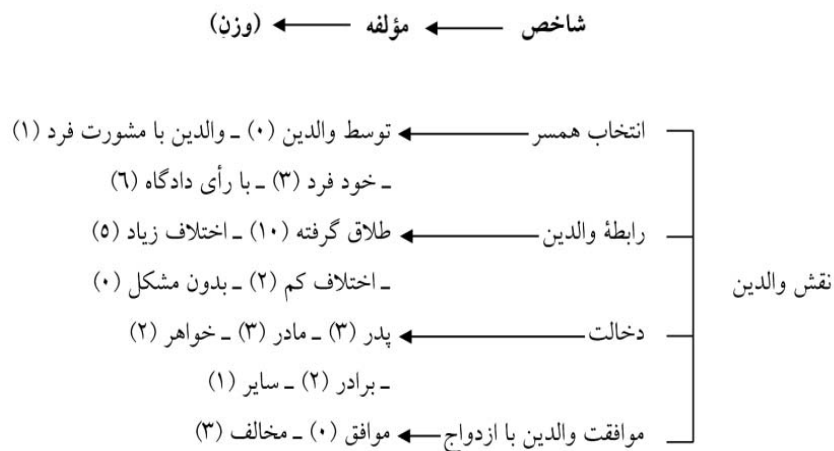 شاخص ← مؤلفه ← (وزن)
انتخاب همسر ← توسط والدین (۰) ـ والدین با مشورت فرد (۱)
ـ خود فرد (۳) ـ با رأی دادگاه (۶)
رابطۀ والدین ← طلاق گرفته (۱۰) ـ اختلاف زیاد (۵)
نقش والدین
ـ اختلاف کم (۲) ـ بدون مشکل (۰)
دخالت ← پدر (۳) ـ مادر (۳) ـ خواهر (۲)
ـ برادر (۲) ـ سایر (۱)
موافقت والدین با ازدواج ← موافق (۰) ـ مخالف (۳)